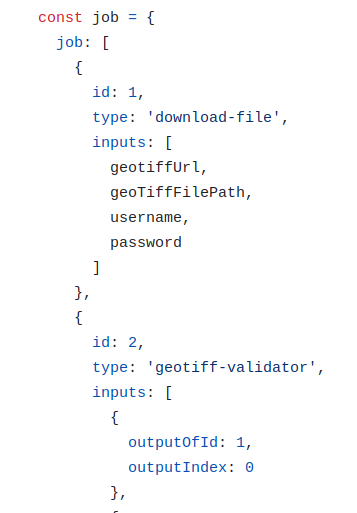 const job = {
job: [
{
id: 1,
type: 'download-file',
inputs: [
geotiffUrl,
geoTiffFilePath,
username,
password
]
},
{
id: 2,
type: 'geotiff-validator',
inputs: [
{
outputOfId: 1,
outputIndex: 0
},